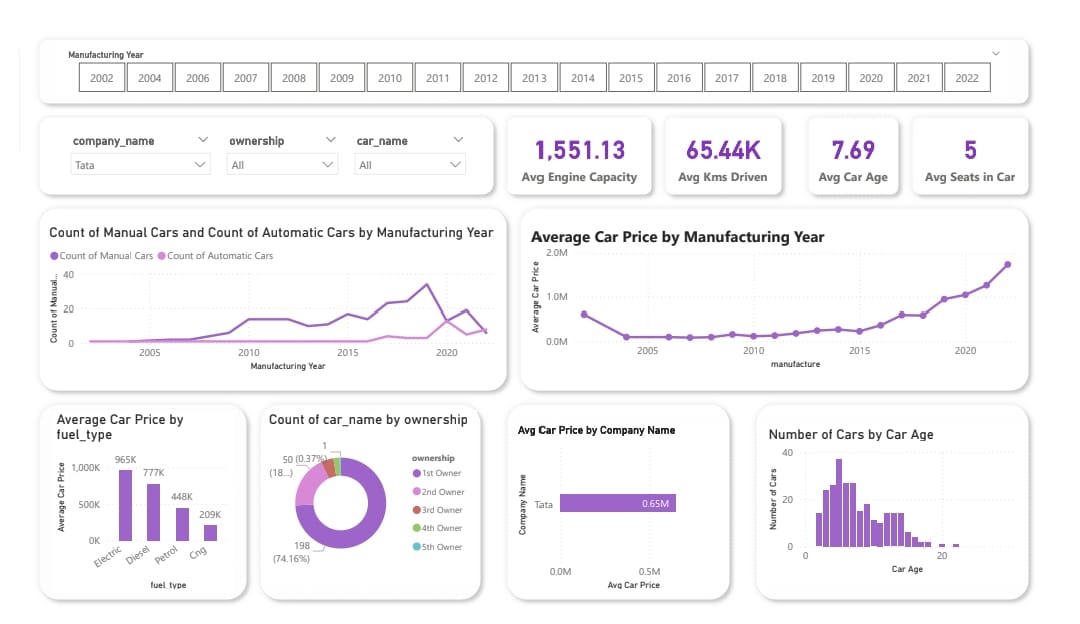 Manufacturing Year
2002 2004 2006 2007 2008 2009 2010 2011 2012 2013 2014 2015 2016 2017 2018 2019 2020 2021 2022
company_name ownership car_name
Tata All All
1,551.13
Avg Engine Capacity
65.44K
Avg Kms Driven
7.69
Avg Car Age
5
Avg Seats in Car
Count of Manual Cars and Count of Automatic Cars by Manufacturing Year
Count of Manual Cars Count of Automatic Cars
Count of Manual...
40
20
0
2005 2010 2015 2020
Manufacturing Year
Average Car Price by Manufacturing Year
Average Car Price
2.0M
1.0M
0.0M
2005 2010 2015 2020
manufacture
Average Car Price by
fuel_type
Average Car Price
1,000K
500K
0K
965K
777K
448K
209K
Electric Diesel Petrol Cng
fuel_type
Count of car_name by ownership
1
(0.37%)
50
(18...)
198
(74.16%)
ownership
1st Owner
2nd Owner
3rd Owner
4th Owner
5th Owner
Avg Car Price by Company Name
Company Name
Tata
0.65M
0.0M 0.5M
Avg Car Price
Number of Cars by Car Age
Number of Cars
40
20
0
0 20
Car Age